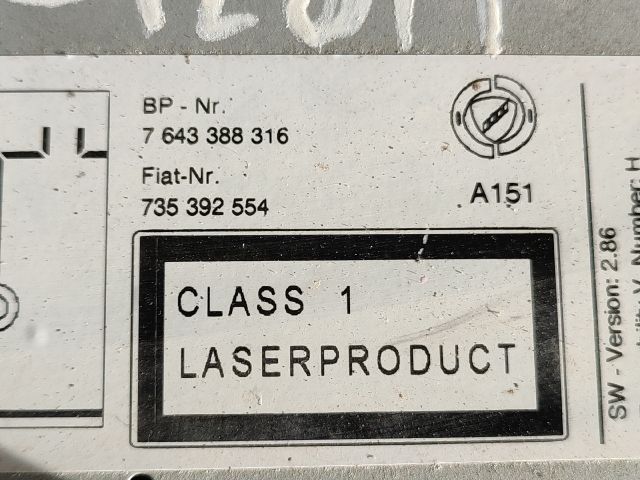 BP - Nr.
7 643 388 316
Fiat-Nr.
735 392 554
A151
CLASS 1
LASERPRODUCT
SW - Version: 2.86
Number: H